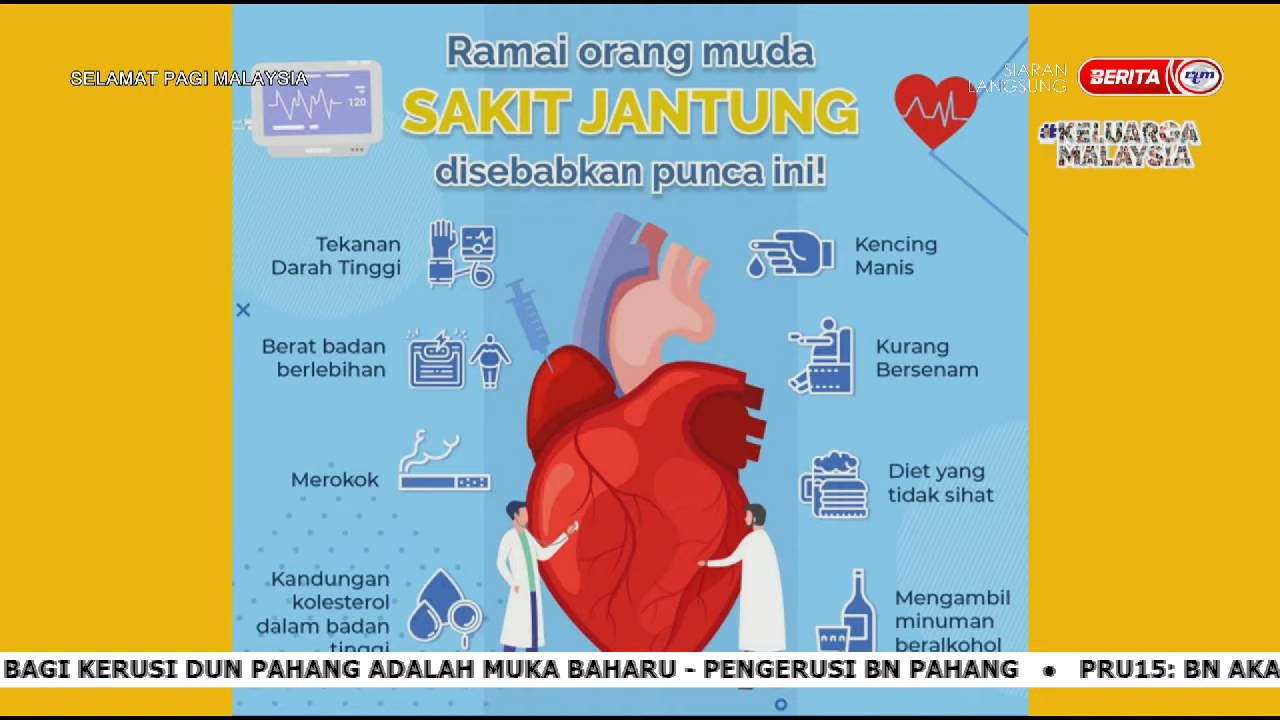 SELAMAT PAGI MALAYSIA
SIARAN
LANGSUNG
BERITA rtm
#KELUARGA
MALAYSIA
Ramai orang muda
SAKIT JANTUNG
disebabkan punca ini!
120
Tekanan
Darah Tinggi
Kencing
Manis
Berat badan
berlebihan
Kurang
Bersenam
Merokok
Diet yang
tidak sihat
Kandungan
kolesterol
dalam badan
tinggi
Mengambil
minuman
beralkohol
BAGI KERUSI DUN PAHANG ADALAH MUKA BAHARU - PENGERUSI BN PAHANG • PRU15: BN AKA